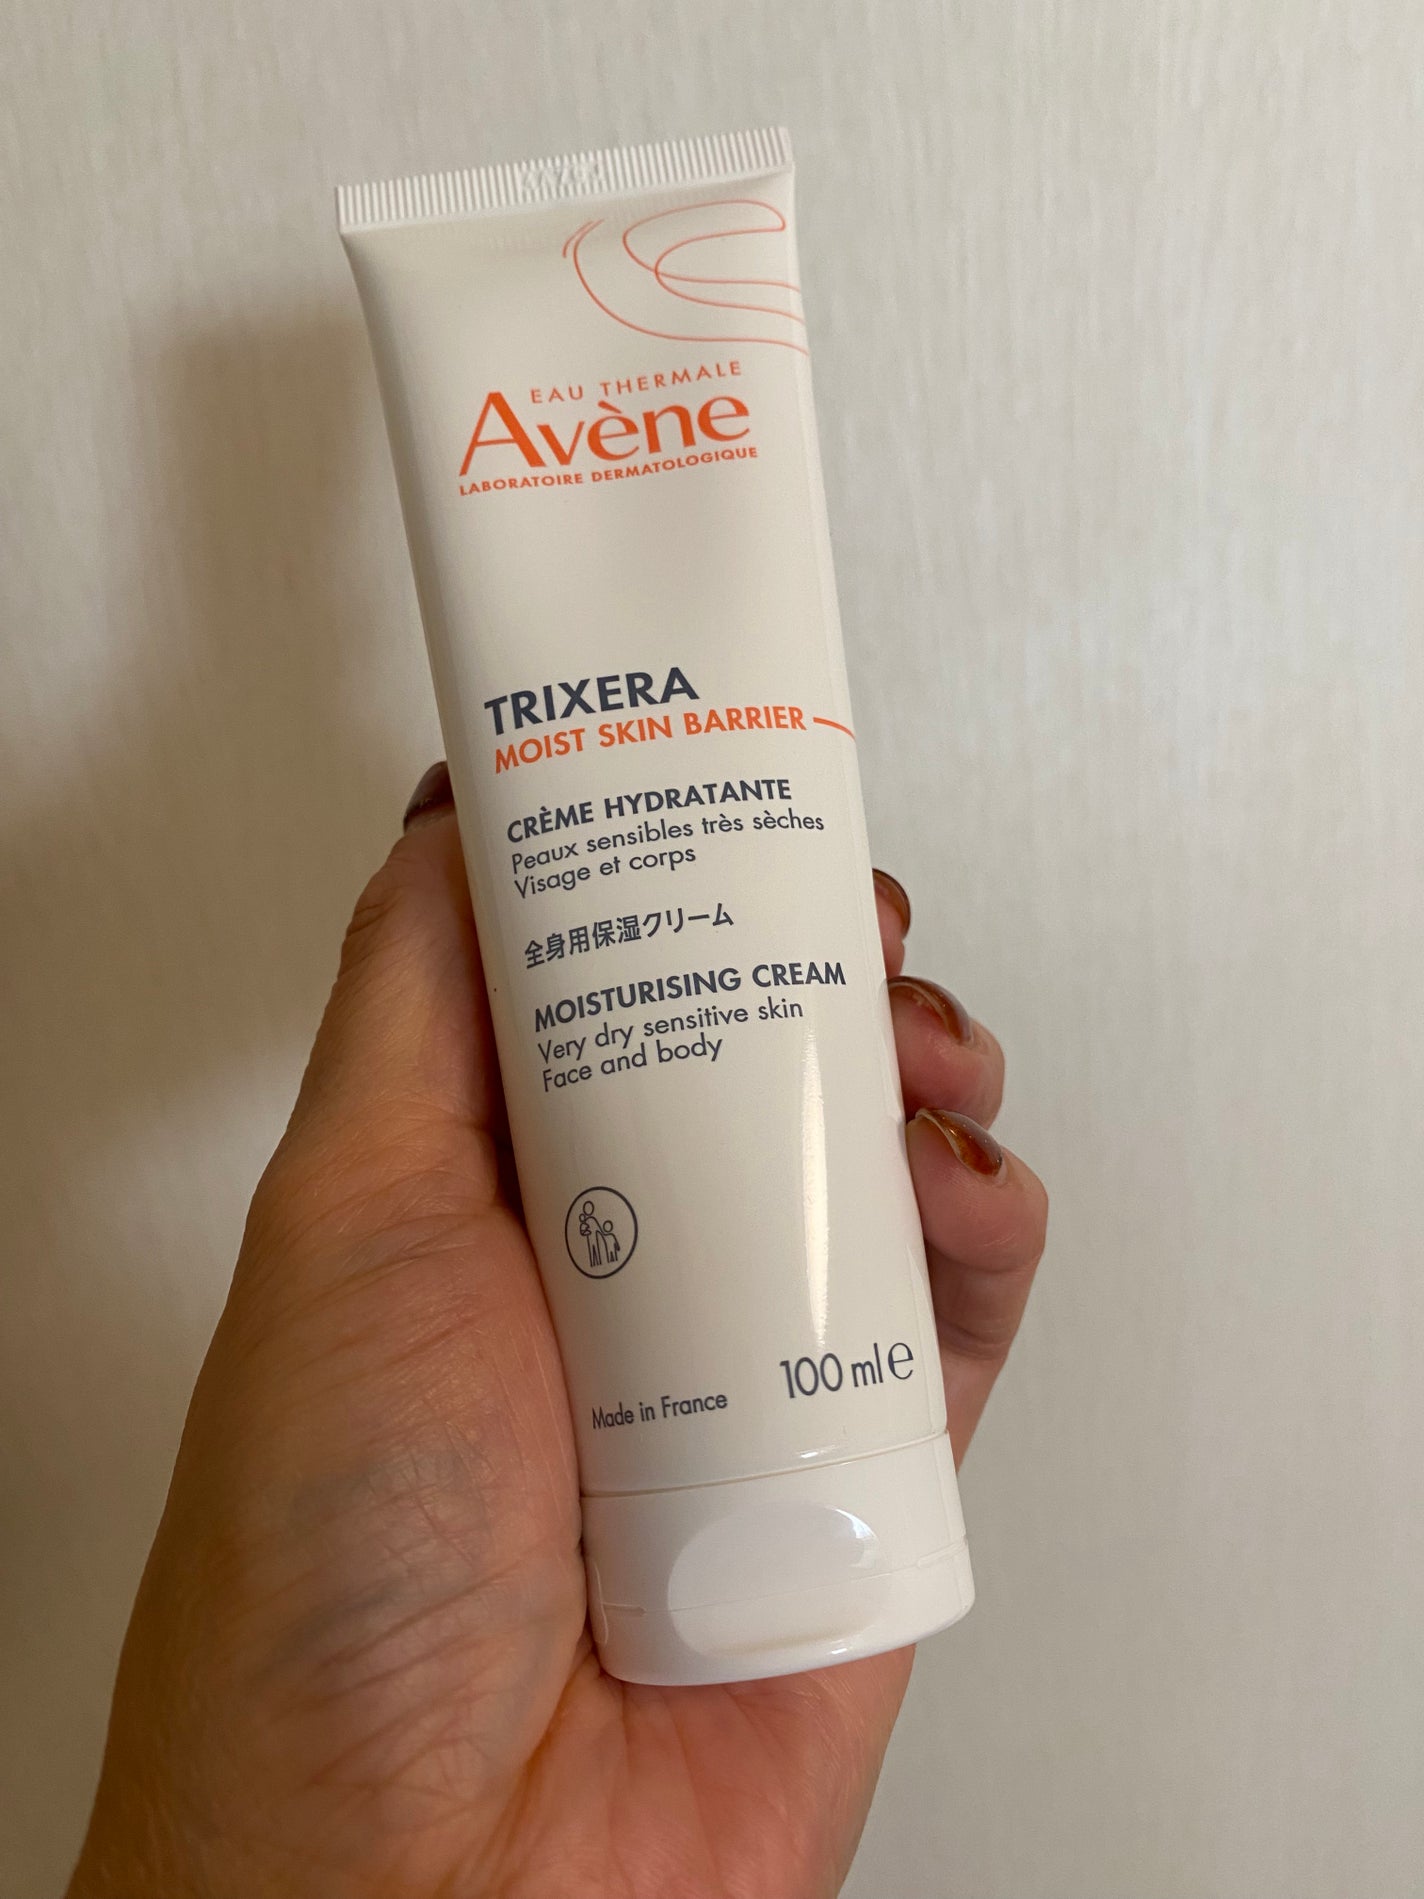 EAU THERMALE
Avène
LABORATOIRE DERMATOLOGIQUE
TRIXERA
MOIST SKIN BARRIER
CRÈME HYDRATANTE
Peaux sensibles très sèches
Visage et corps
全身用保湿クリーム
MOISTURISING CREAM
Very dry sensitive skin
Face and body
100 ml e
Made in France